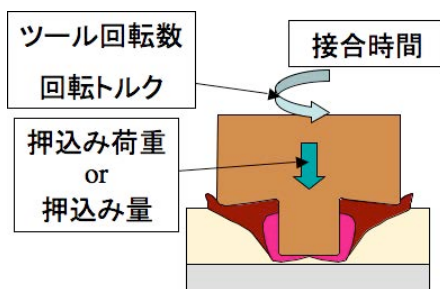 ツール回転数
回転トルク
接合時間
押込み荷重
or
押込み量